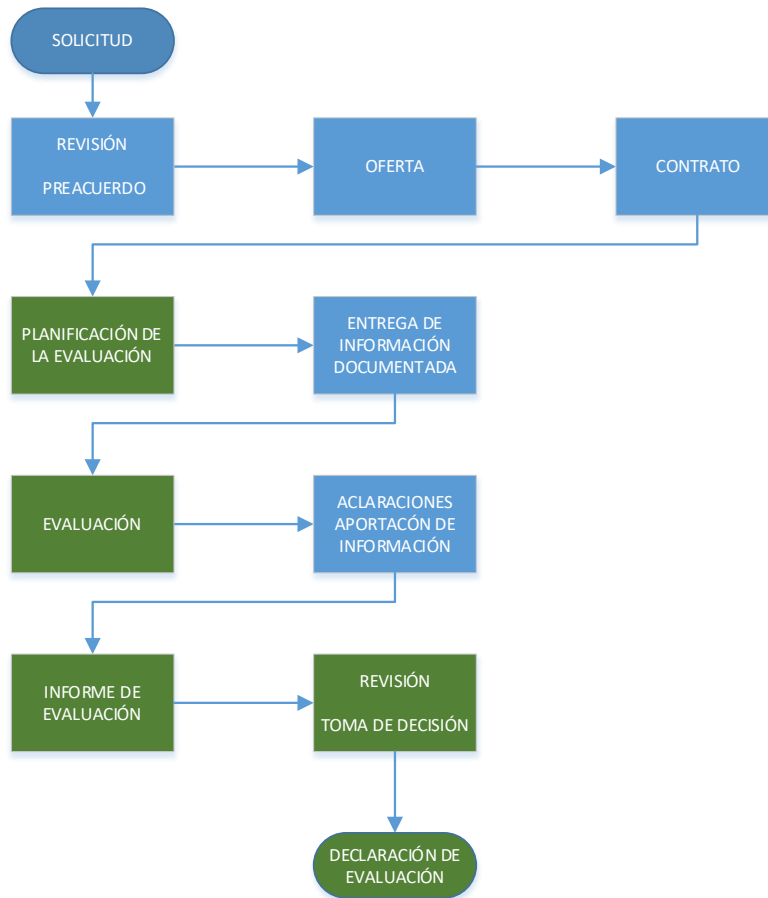 SOLICITUD
REVISIÓN
PREACUERDO
OFERTA
CONTRATO
PLANIFICACIÓN DE
LA EVALUACIÓN
ENTREGA DE
INFORMACIÓN
DOCUMENTADA
EVALUACIÓN
ACLARACIONES
APORTACÓN DE
INFORMACIÓN
INFORME DE
EVALUACIÓN
REVISIÓN
TOMA DE DECISIÓN
DECLARACIÓN DE
EVALUACIÓN